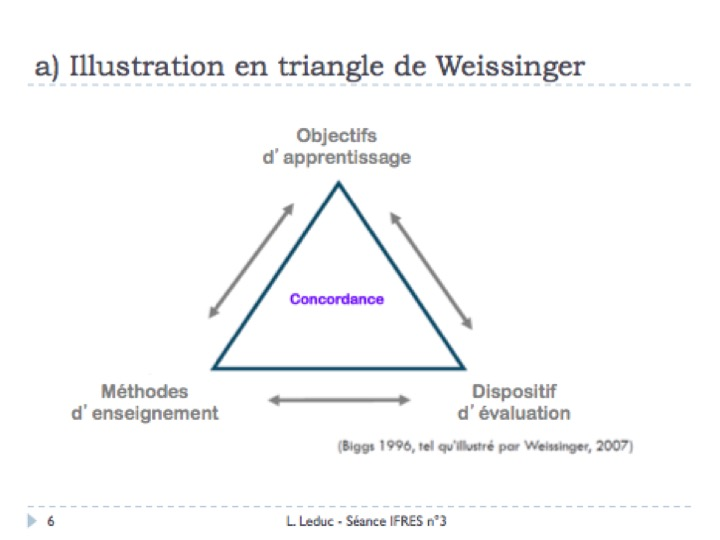 a) Illustration en triangle de Weissinger
Objectifs
d’apprentissage
Concordance
Méthodes
d’enseignement
Dispositif
d’évaluation
(Biggs 1996, tel qu'illustré par Weissinger, 2007)
6
L. Leduc - Séance IFRES n°3